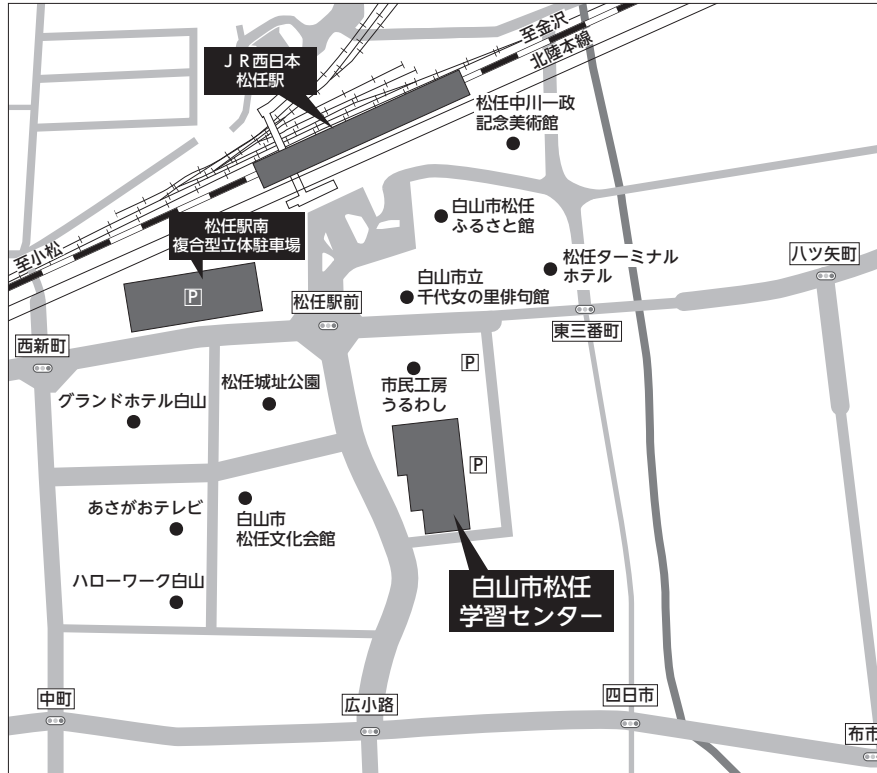 至金沢
北陸本線
ＪＲ西日本
松任駅
松任中川一政
記念美術館
白山市松任
ふるさと館
松任駅南
複合型立体駐車場
至小松
P
松任ターミナル
ホテル
八ツ矢町
白山市立
千代女の里俳句館
松任駅前
東三番町
西新町
市民工房
うるわし
P
グランドホテル白山
松任城址公園
P
あさがおテレビ
白山市
松任文化会館
ハローワーク白山
白山市松任
学習センター
中町
広小路
四日市
布市